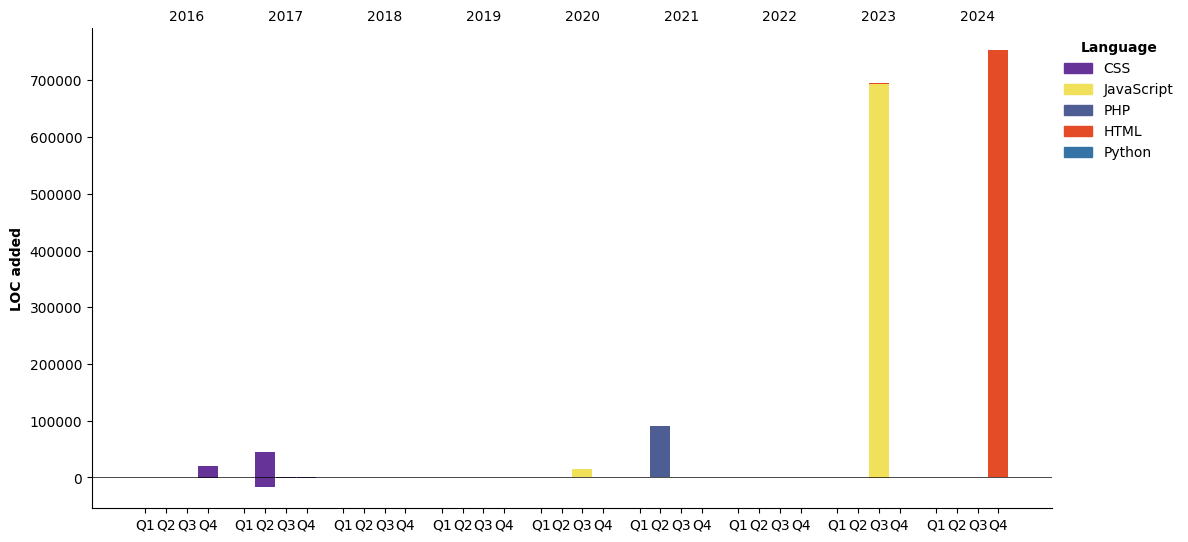 2016 2017 2018 2019 2020 2021 2022 2023 2024
Language
CSS
JavaScript
PHP
HTML
Python
LOC added
700000
600000
500000
400000
300000
200000
100000
0
Q1 Q2 Q3 Q4 Q1 Q2 Q3 Q4 Q1 Q2 Q3 Q4 Q1 Q2 Q3 Q4 Q1 Q2 Q3 Q4 Q1 Q2 Q3 Q4 Q1 Q2 Q3 Q4 Q1 Q2 Q3 Q4 Q1 Q2 Q3 Q4